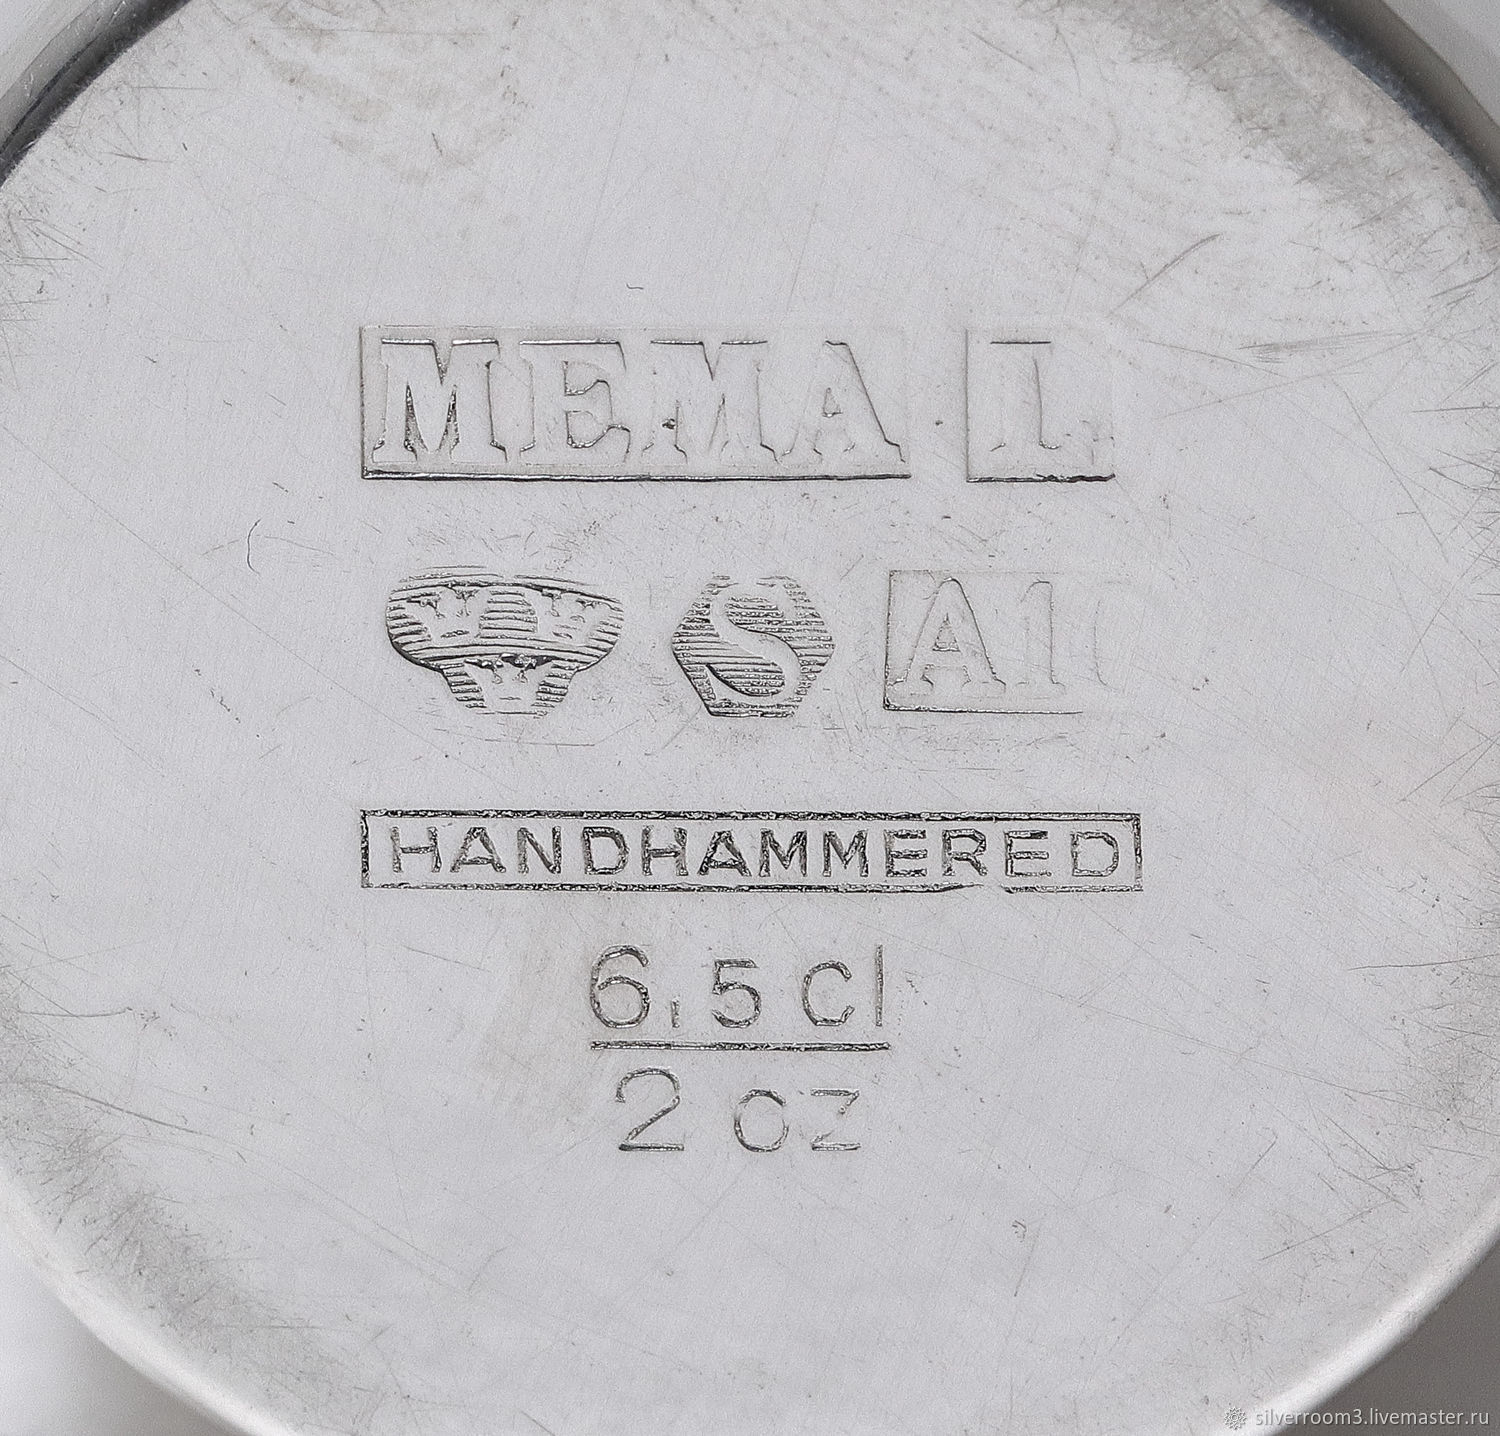 MEMA L
S A1
HANDHAMMERED
6,5 cl
2 oz
silverroom3.livemaster.ru